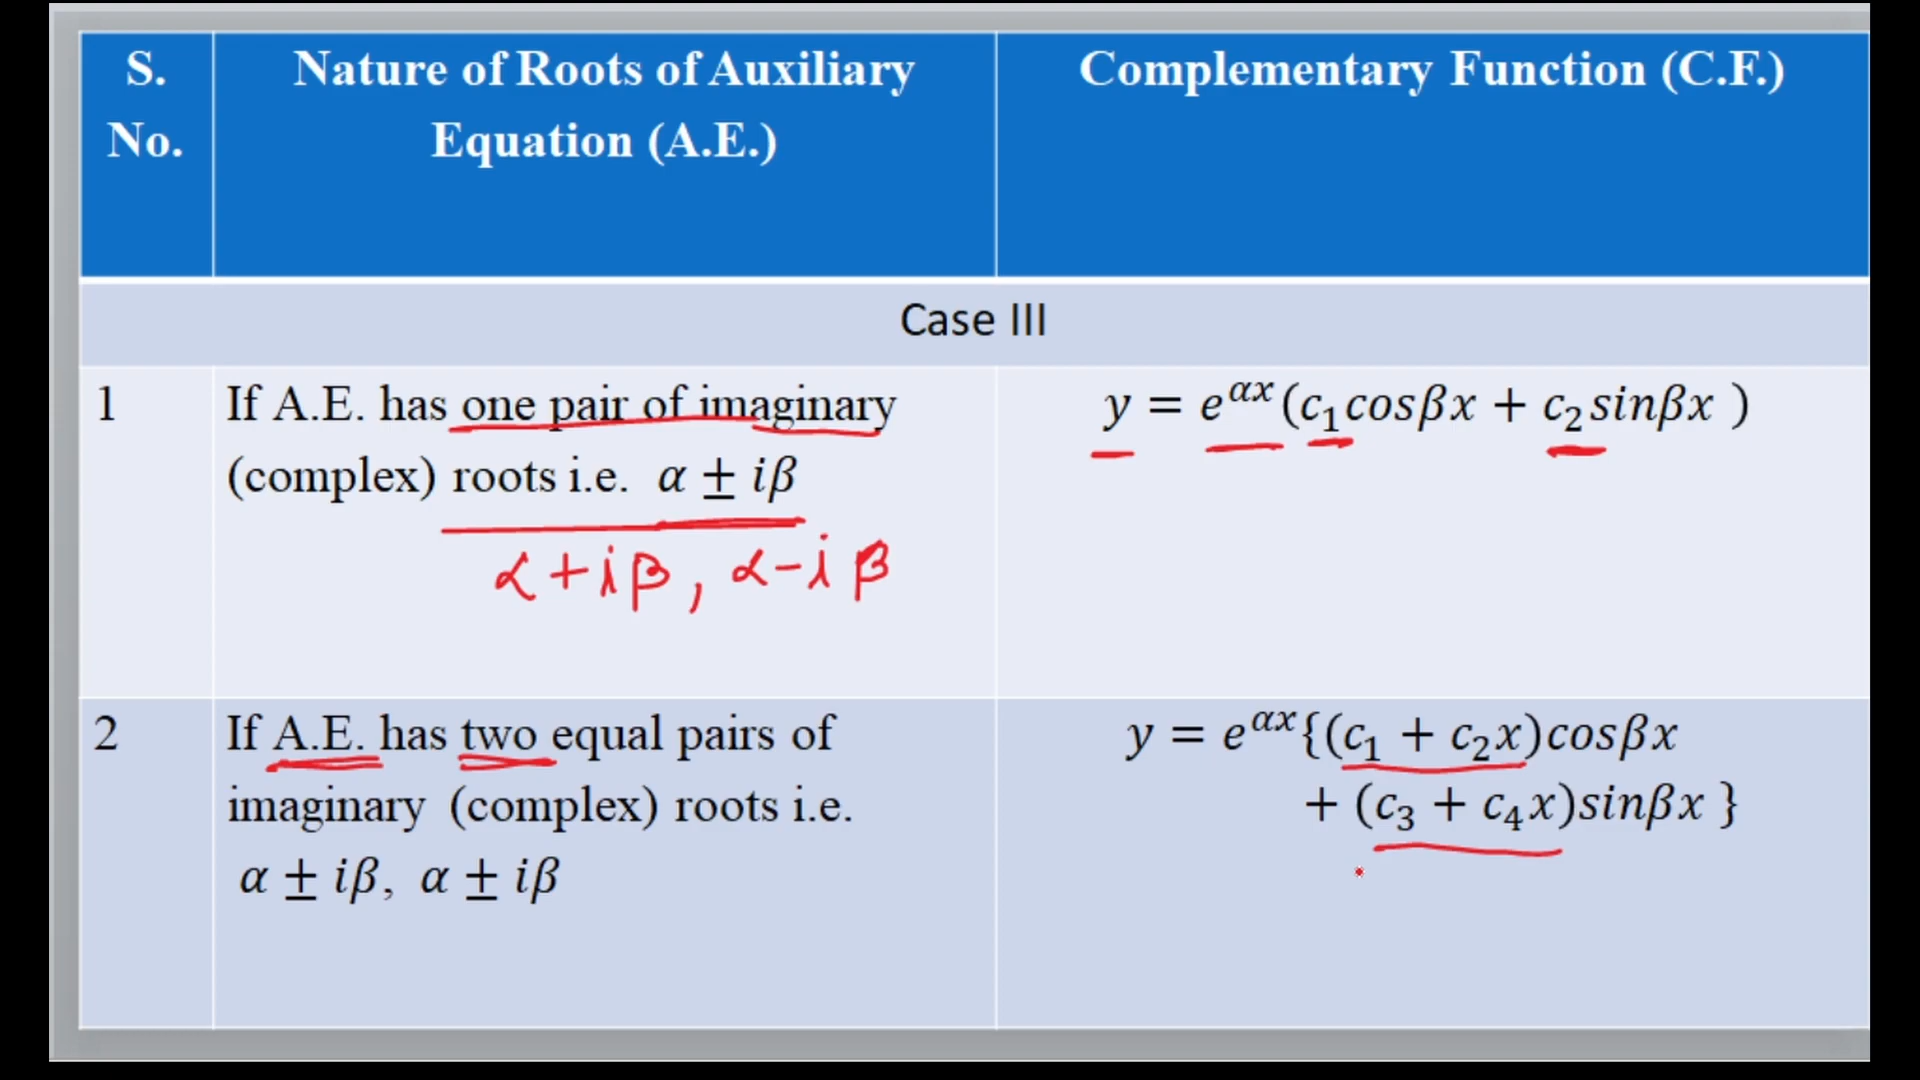 S.
No.
Nature of Roots of Auxiliary
Equation (A.E.)
Complementary Function (C.F.)
Case III
1
If A.E. has one pair of imaginary
(complex) roots i.e. α ± iβ
α+iβ, α-iβ
y = e^{αx}(c₁cosβx + c₂sinβx )
2
If A.E. has two equal pairs of
imaginary (complex) roots i.e.
α ± iβ, α ± iβ
y = e^{αx}{(c₁ + c₂x)cosβx
+ (c₃ + c₄x)sinβx }